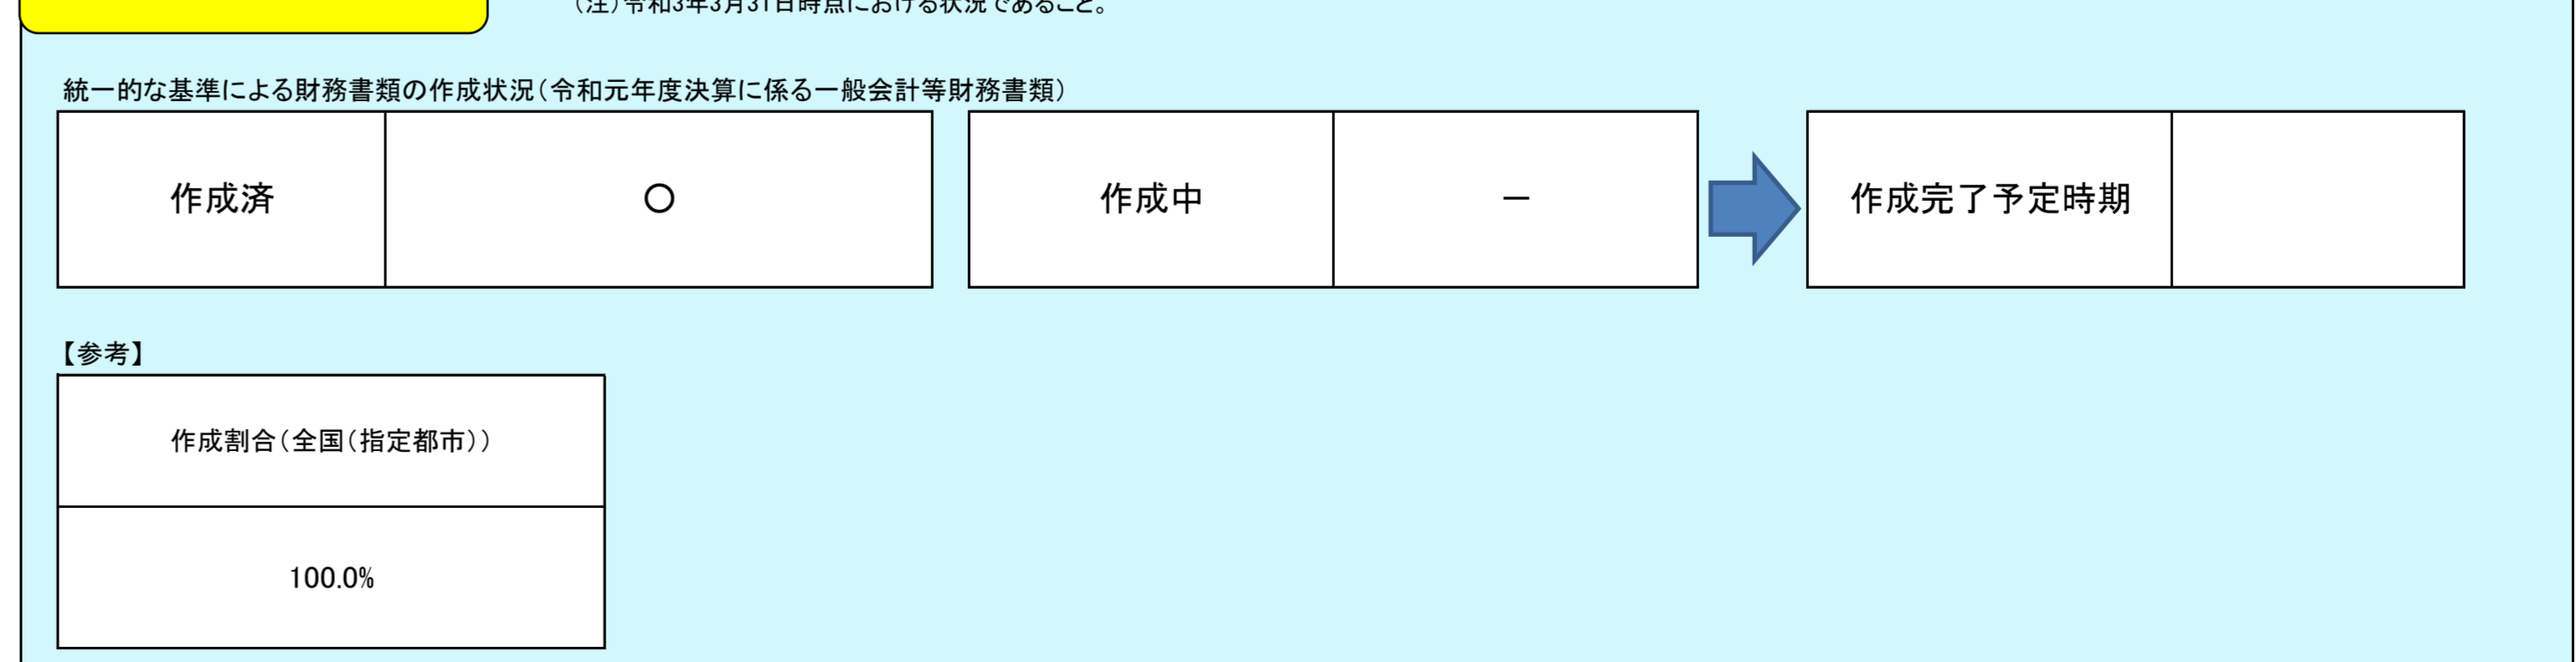 （注）令和3年3月31日時点における状況であること。
統一的な基準による財務書類の作成状況（令和元年度決算に係る一般会計等財務書類）
作成済 〇 作成中 － 作成完了予定時期
【参考】
作成割合（全国（指定都市））
100.0%